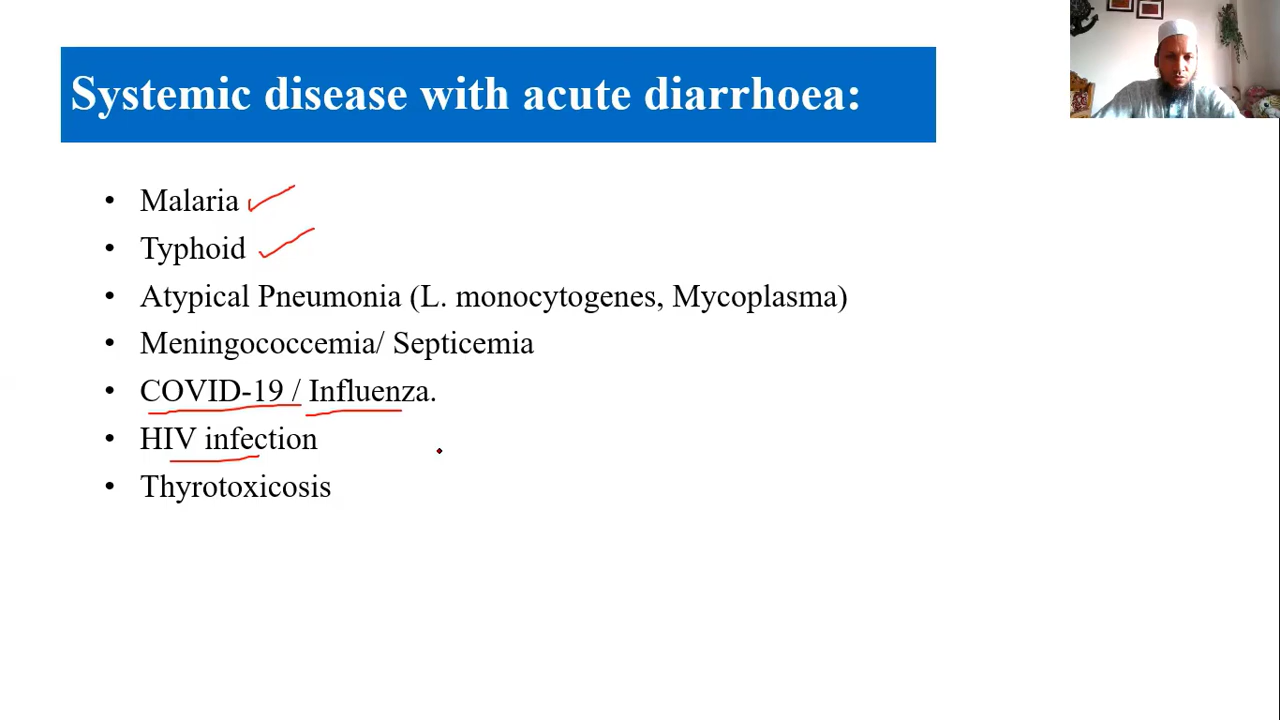 Systemic disease with acute diarrhoea:
• Malaria
• Typhoid
• Atypical Pneumonia (L. monocytogenes, Mycoplasma)
• Meningococcemia/ Septicemia
• COVID-19 / Influenza.
• HIV infection
• Thyrotoxicosis